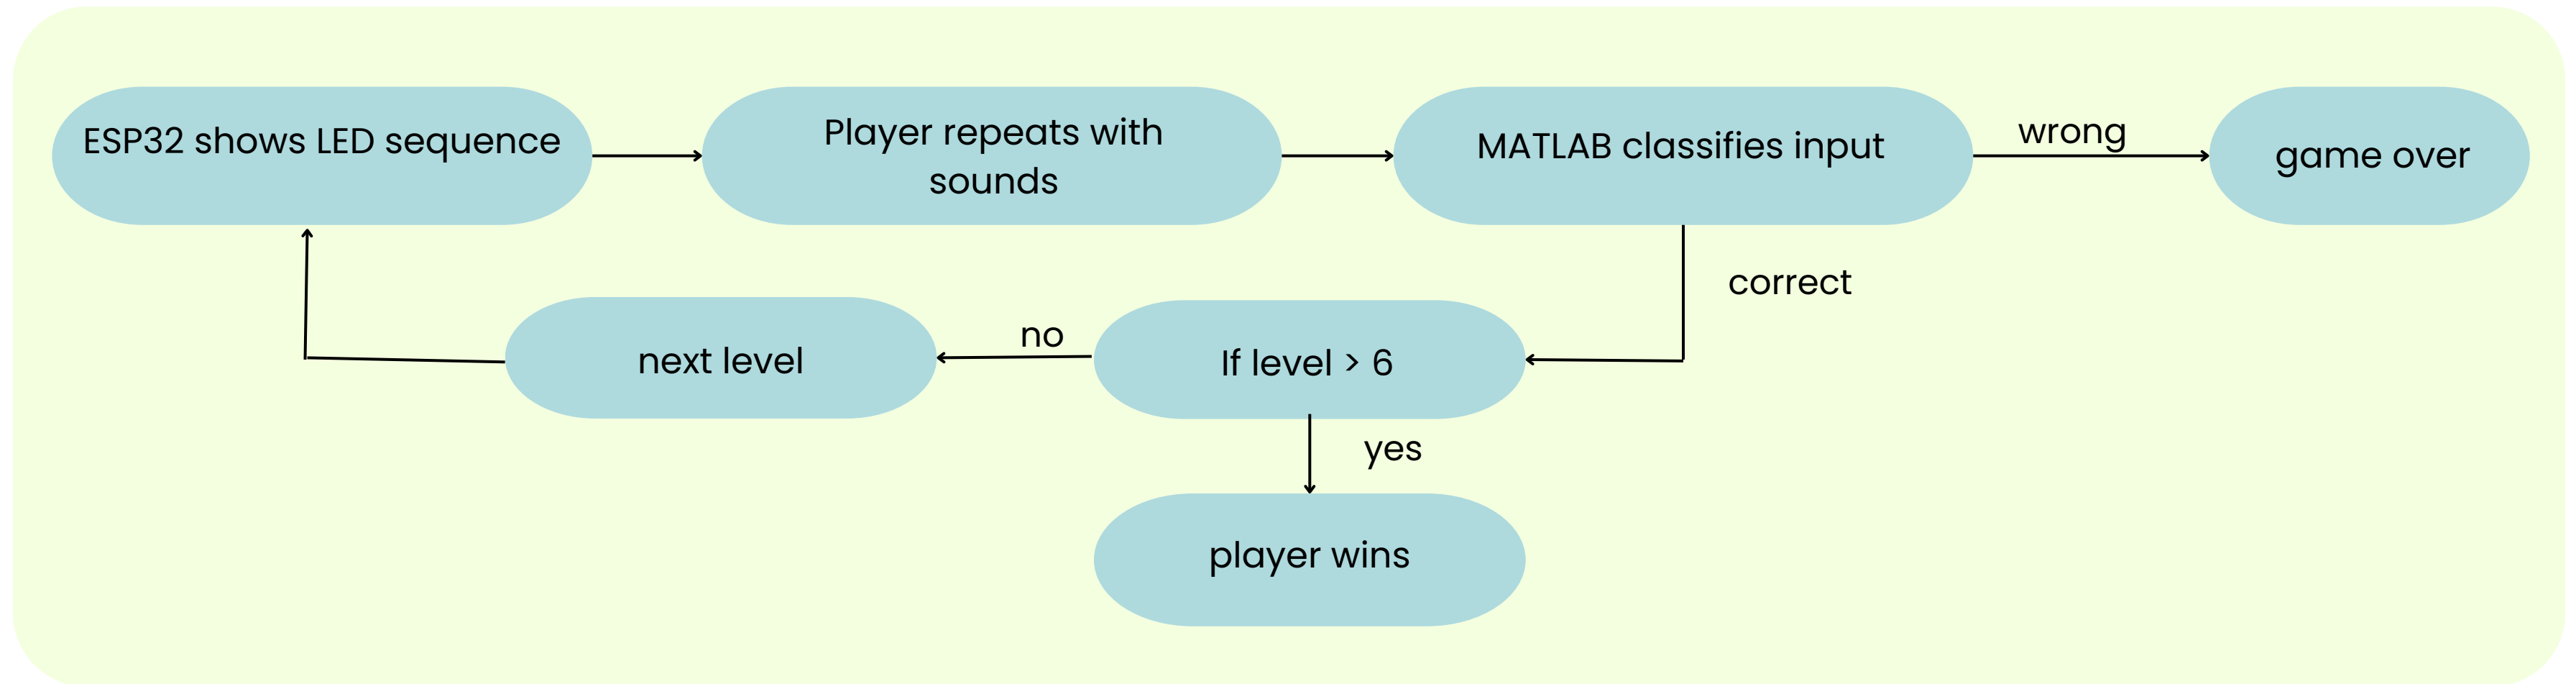 ESP32 shows LED sequence
Player repeats with
sounds
MATLAB classifies input
wrong
game over
correct
next level
no
If level > 6
yes
player wins